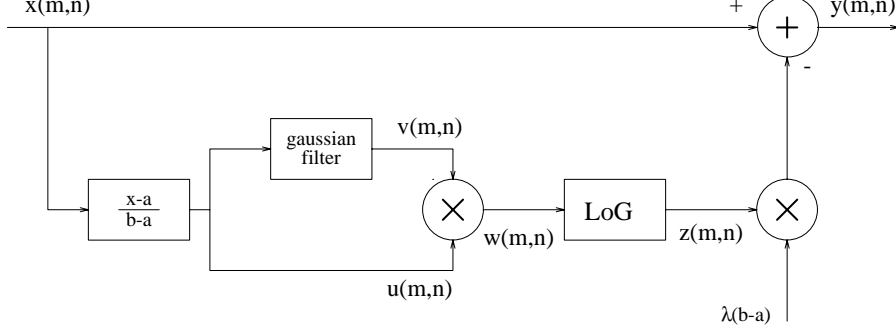 x(m,n)
+
y(m,n)
+
-
gaussian
filter
v(m,n)
x-a
b-a
×
LoG
×
w(m,n)
z(m,n)
u(m,n)
λ(b-a)